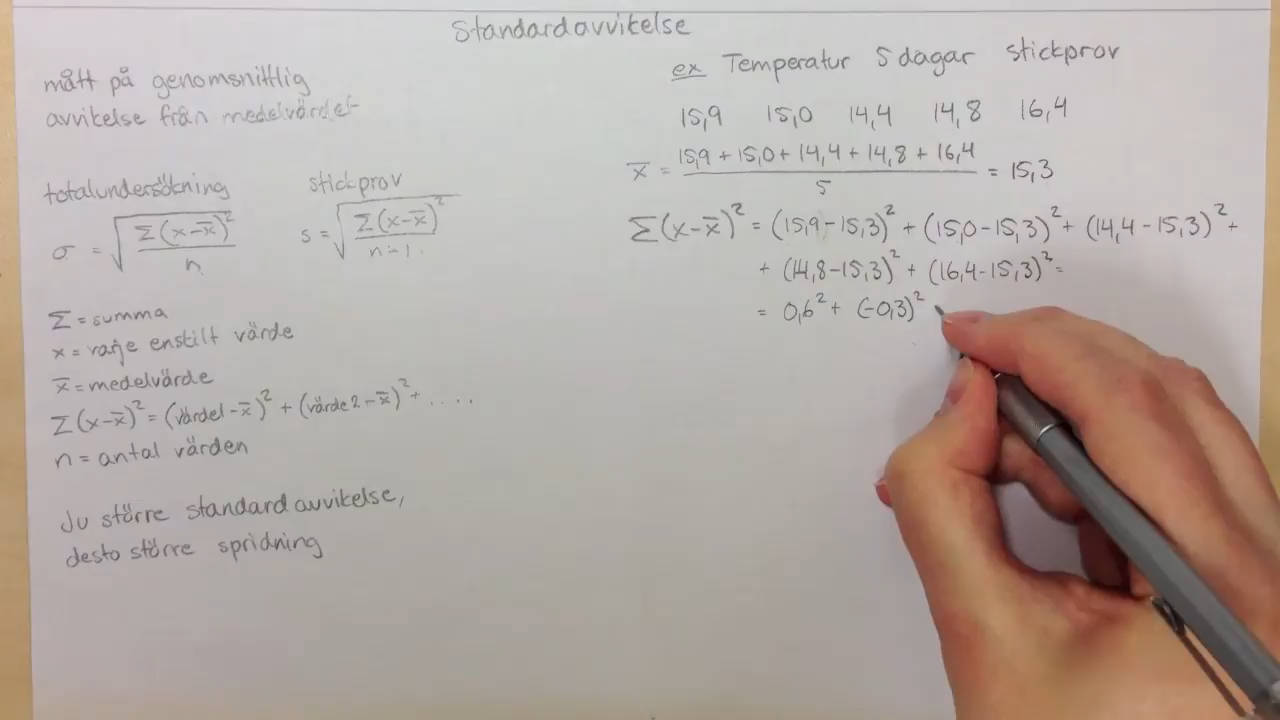 Standardavvikelse
mått på genomsnittlig
avvikelse från medelvärdet
totalundersökning
σ = √(Σ(x-x̄)²/n)
stickprov
s = √(Σ(x-x̄)²/n-1)
Σ = summa
x = varje enskilt värde
x̄ = medelvärde
Σ(x-x̄)² = (värde1-x̄)² + (värde2-x̄)² + ....
n = antal värden
Ju större standardavvikelse,
desto större spridning
ex Temperatur 5 dagar stickprov
15,9 15,0 14,4 14,8 16,4
x̄ = (15,9+15,0+14,4+14,8+16,4)/5 = 15,3
Σ(x-x̄)² = (15,9-15,3)² + (15,0-15,3)² + (14,4-15,3)² +
+ (14,8-15,3)² + (16,4-15,3)² =
= 0,6² + (-0,3)²